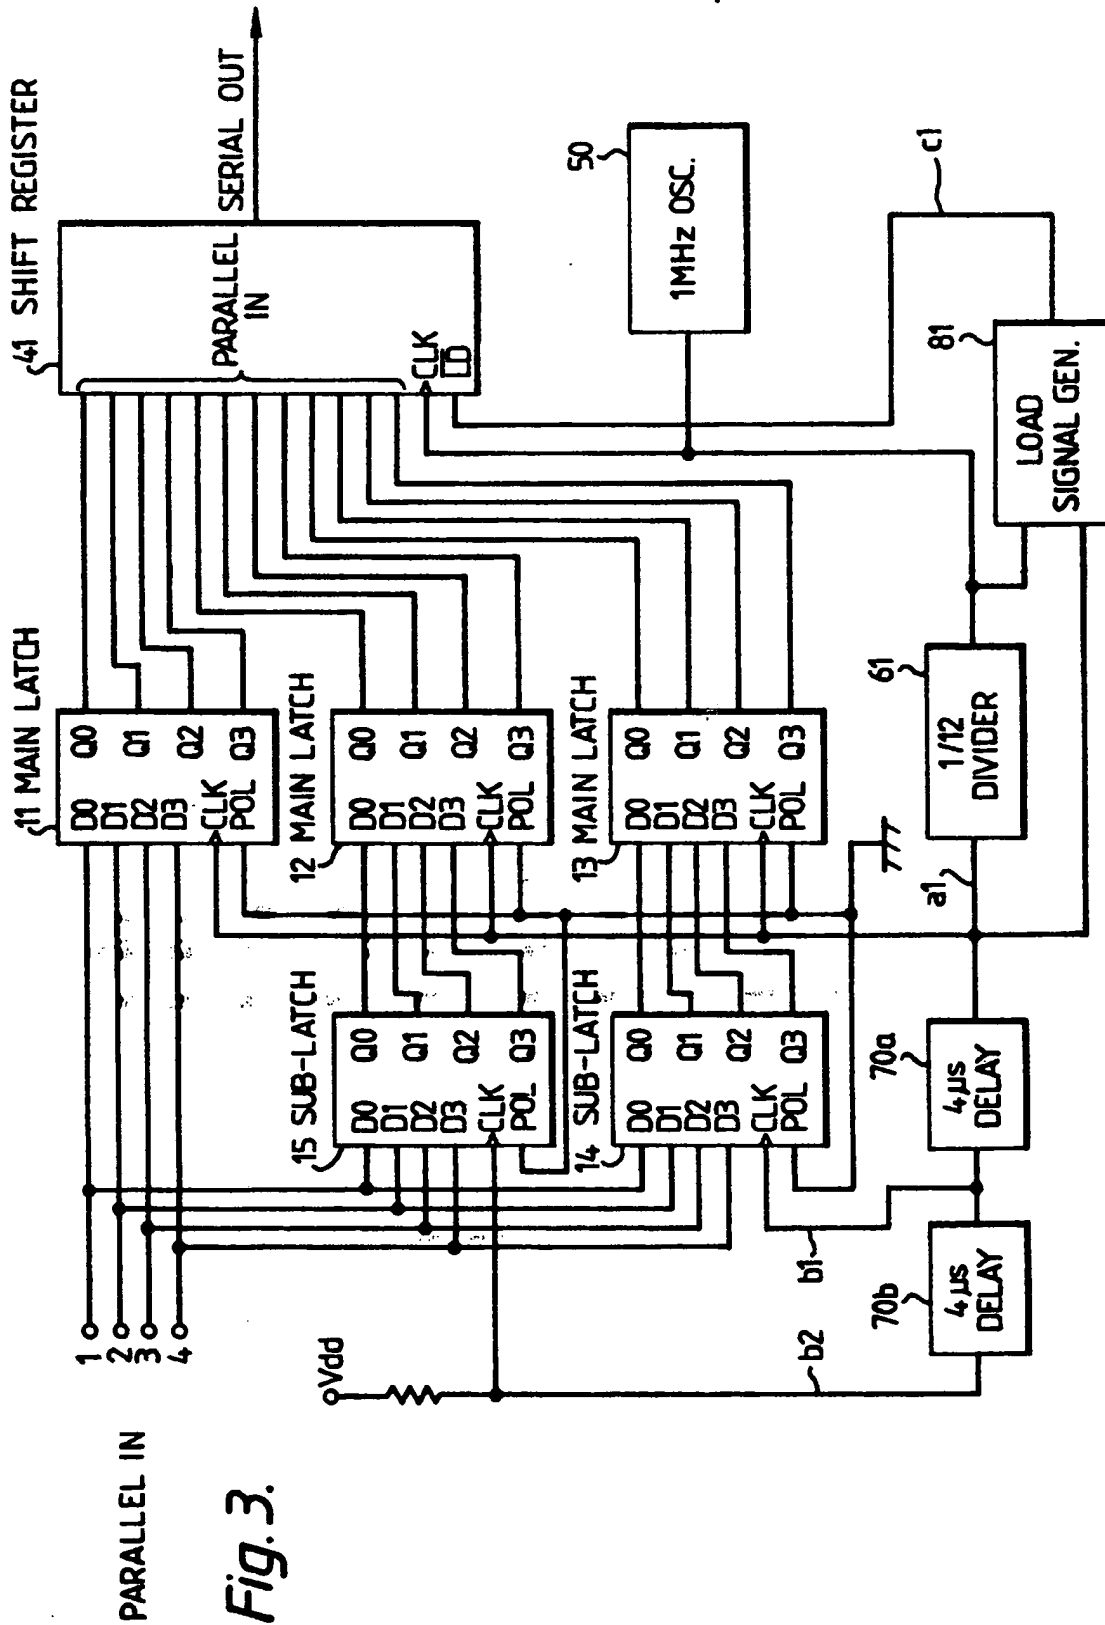 PARALLEL IN
1
2
3
4
Vdd
11 MAIN LATCH
D0 Q0
D1 Q1
D2 Q2
D3 Q3
CLK
POL
15 SUB-LATCH
D0 Q0
D1 Q1
D2 Q2
D3 Q3
CLK
POL
12 MAIN LATCH
D0 Q0
D1 Q1
D2 Q2
D3 Q3
CLK
POL
14 SUB-LATCH
D0 Q0
D1 Q1
D2 Q2
D3 Q3
CLK
POL
13 MAIN LATCH
D0 Q0
D1 Q1
D2 Q2
D3 Q3
CLK
POL
41 SHIFT REGISTER
PARALLEL
IN
CLK
LD
SERIAL OUT
50
1MHz OSC.
b2
b1
70b
4µs
DELAY
70a
4µs
DELAY
a1
61
1/12
DIVIDER
81
LOAD
SIGNAL GEN.
c1
Fig. 3.